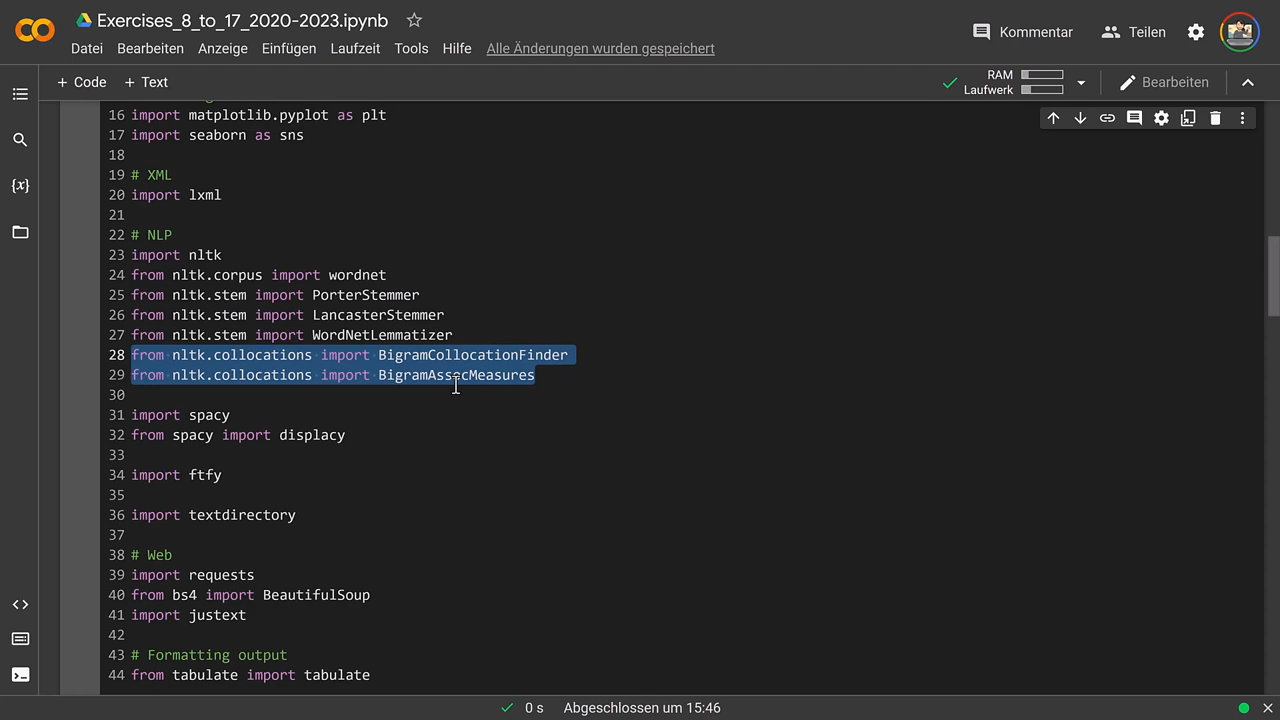 Exercises_8_to_17_2020-2023.ipynb
Datei Bearbeiten Anzeige Einfügen Laufzeit Tools Hilfe Alle Änderungen wurden gespeichert
Kommentar Teilen
+ Code + Text
RAM
Laufwerk
Bearbeiten
16 import matplotlib.pyplot as plt
17 import seaborn as sns
18
19 # XML
20 import lxml
21
22 # NLP
23 import nltk
24 from nltk.corpus import wordnet
25 from nltk.stem import PorterStemmer
26 from nltk.stem import LancasterStemmer
27 from nltk.stem import WordNetLemmatizer
28 from nltk.collocations import BigramCollocationFinder
29 from nltk.collocations import BigramAssocMeasures
30
31 import spacy
32 from spacy import displacy
33
34 import ftfy
35
36 import textdirectory
37
38 # Web
39 import requests
40 from bs4 import BeautifulSoup
41 import justext
42
43 # Formatting output
44 from tabulate import tabulate
0 s Abgeschlossen um 15:46